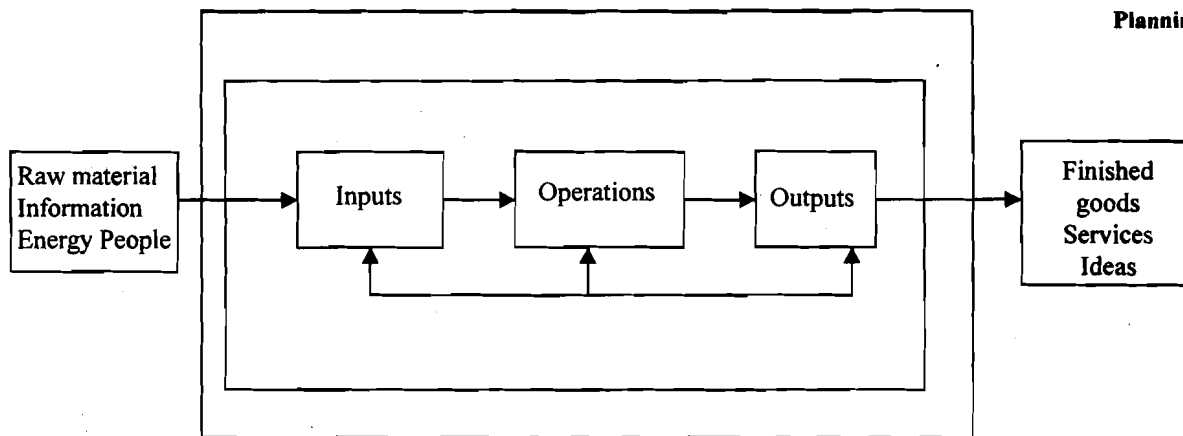 Plannin
Raw material
Information
Energy People
Inputs
Operations
Outputs
Finished
goods
Services
Ideas